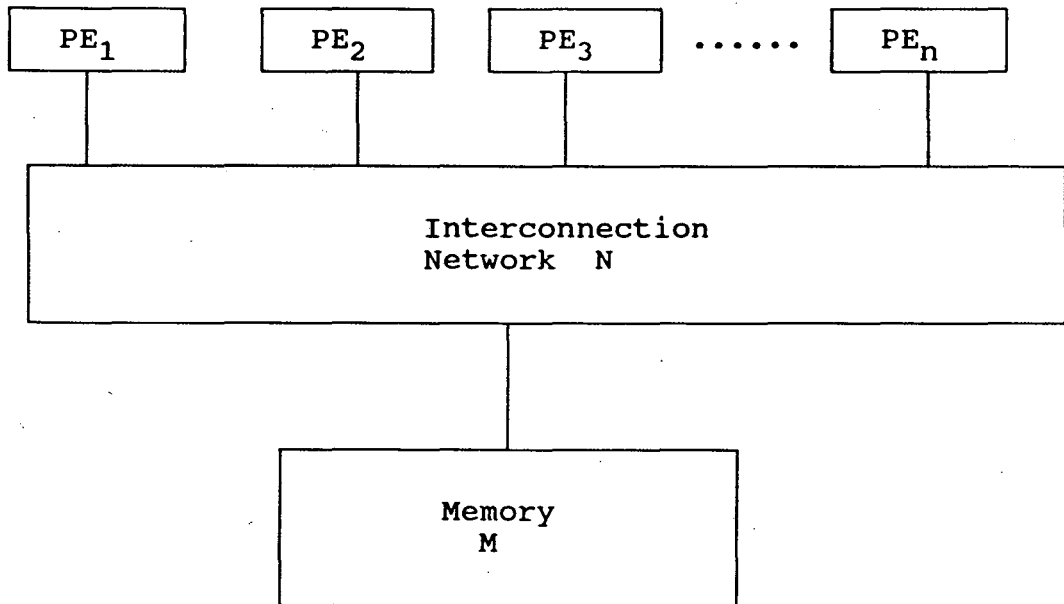 PE1 PE2 PE3 ...... PEn
Interconnection
Network N
Memory
M